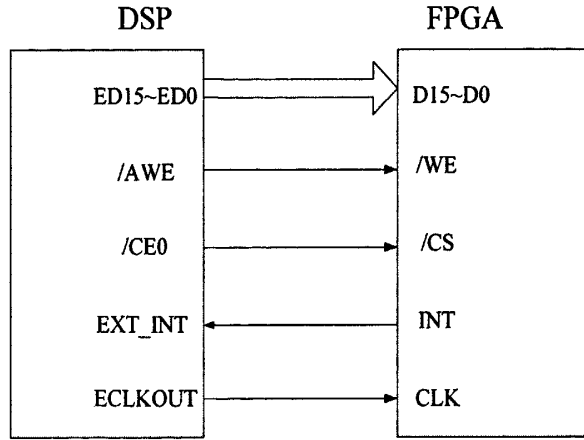 DSP FPGA
ED15~ED0 D15~D0
/AWE /WE
/CE0 /CS
EXT_INT INT
ECLKOUT CLK